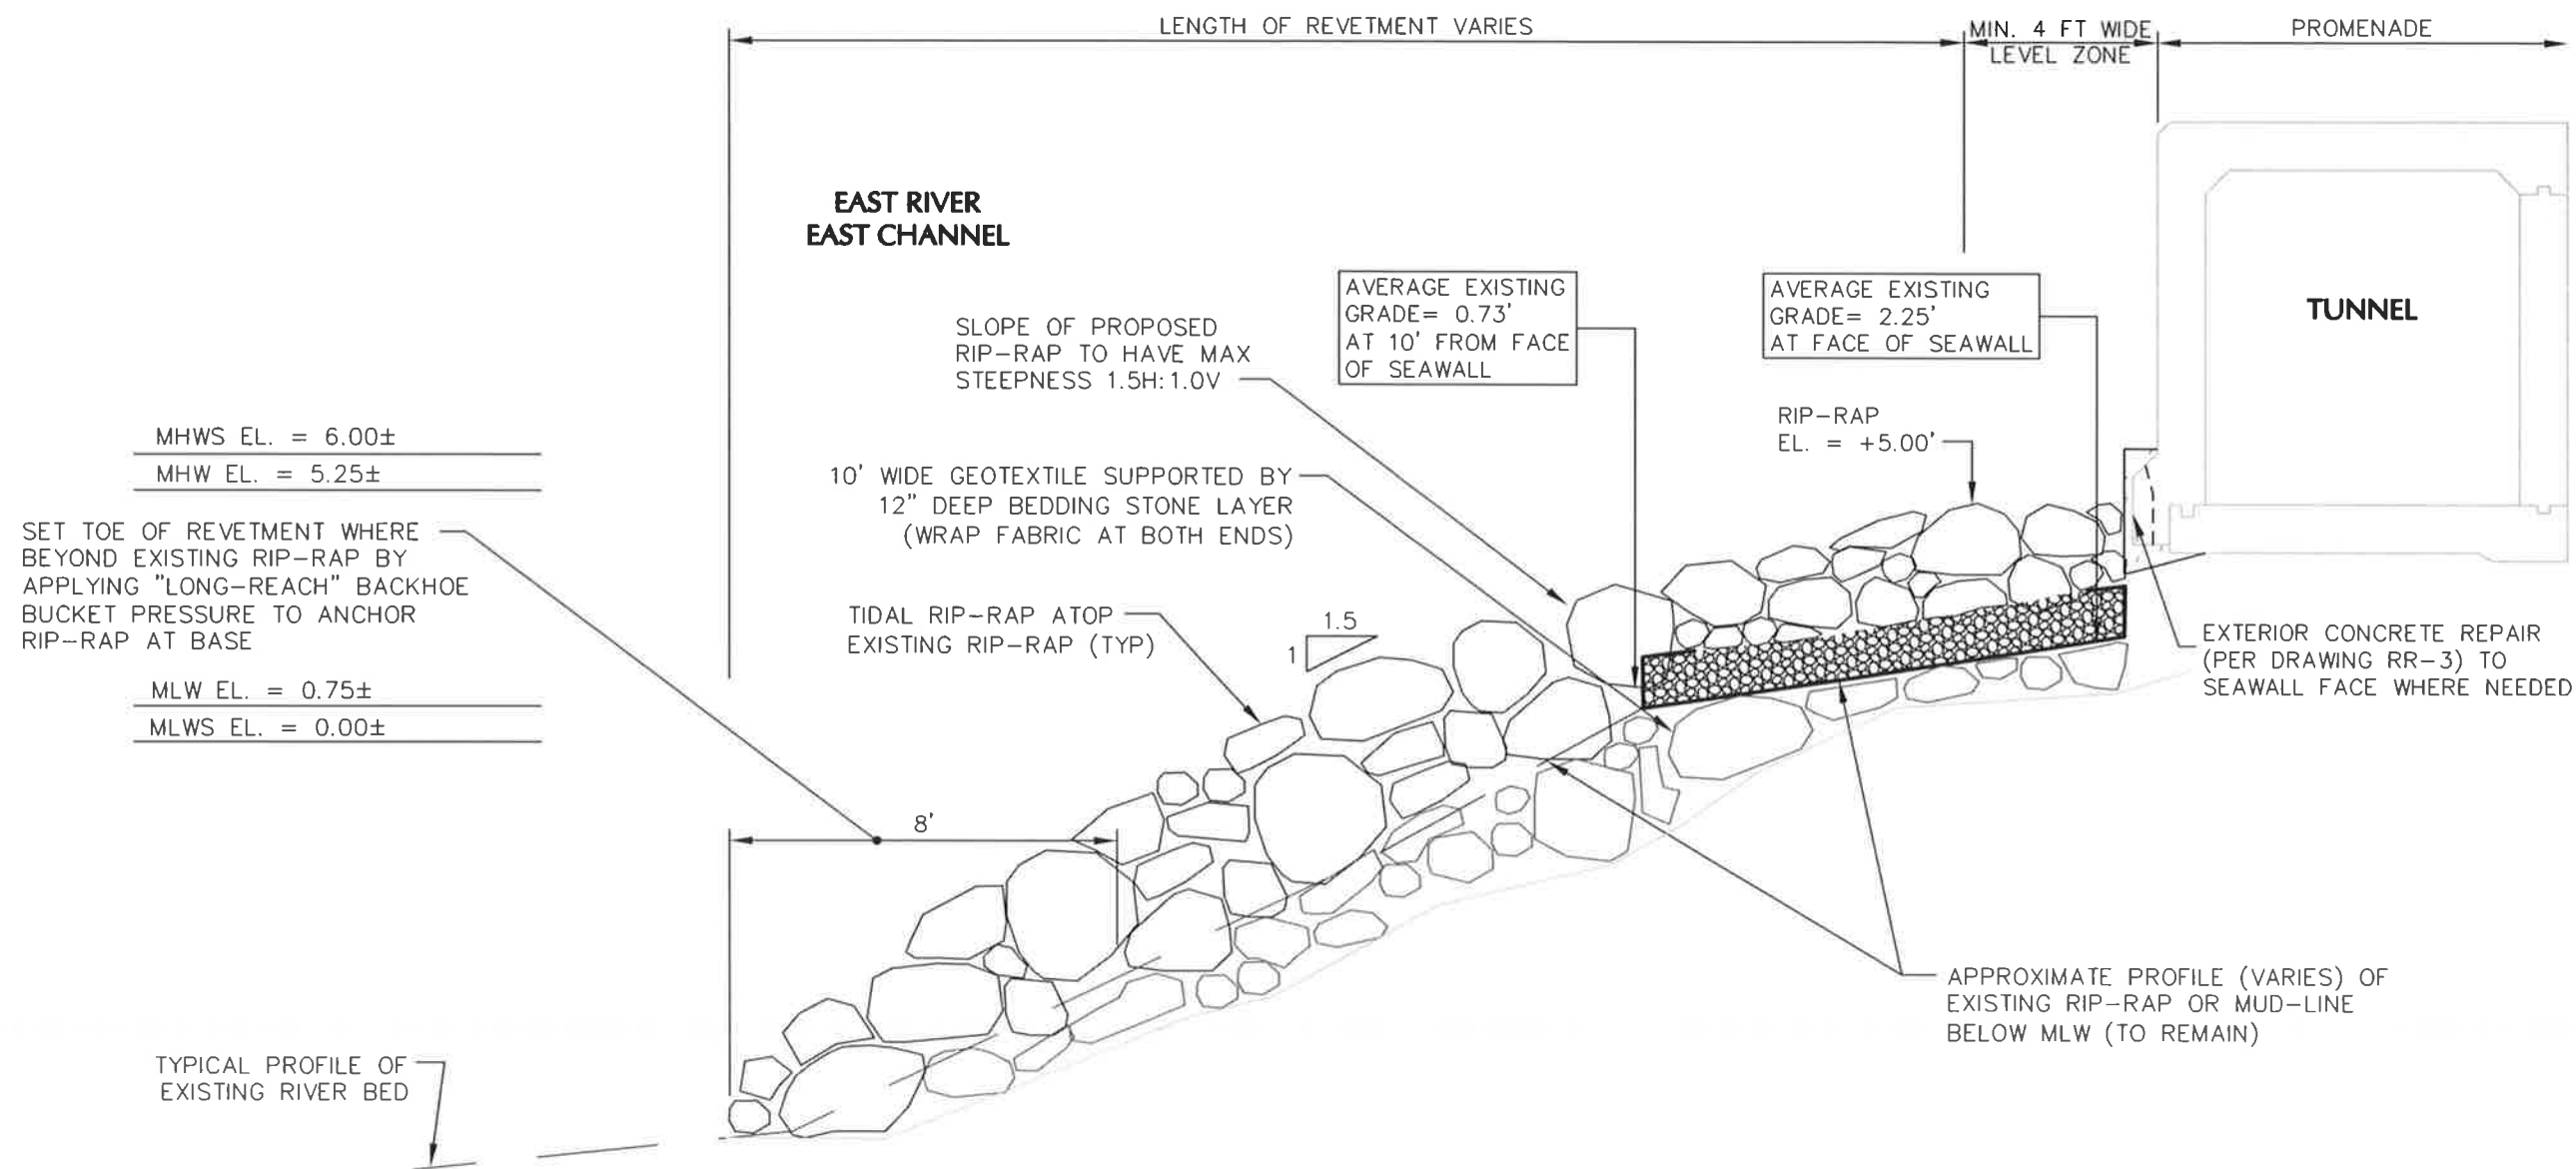 LENGTH OF REVETMENT VARIES
MIN. 4 FT WIDE
LEVEL ZONE
PROMENADE
EAST RIVER
EAST CHANNEL
AVERAGE EXISTING
GRADE= 0.73'
AT 10' FROM FACE
OF SEAWALL
AVERAGE EXISTING
GRADE= 2.25'
AT FACE OF SEAWALL
TUNNEL
SLOPE OF PROPOSED
RIP-RAP TO HAVE MAX
STEEPNESS 1.5H:1.0V
RIP-RAP
EL. = +5.00'
MHWS EL. = 6.00±
MHW EL. = 5.25±
10' WIDE GEOTEXTILE SUPPORTED BY
12" DEEP BEDDING STONE LAYER
(WRAP FABRIC AT BOTH ENDS)
SET TOE OF REVETMENT WHERE
BEYOND EXISTING RIP-RAP BY
APPLYING "LONG-REACH" BACKHOE
BUCKET PRESSURE TO ANCHOR
RIP-RAP AT BASE
TIDAL RIP-RAP ATOP
EXISTING RIP-RAP (TYP)
1.5
1
EXTERIOR CONCRETE REPAIR
(PER DRAWING RR-3) TO
SEAWALL FACE WHERE NEEDED
MLW EL. = 0.75±
MLWS EL. = 0.00±
8'
APPROXIMATE PROFILE (VARIES) OF
EXISTING RIP-RAP OR MUD-LINE
BELOW MLW (TO REMAIN)
TYPICAL PROFILE OF
EXISTING RIVER BED